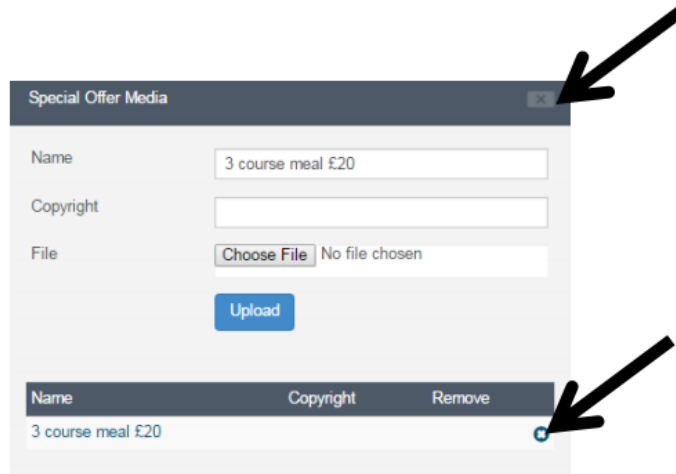 Special Offer Media
Name 3 course meal £20
Copyright
File Choose File No file chosen
Upload
Name Copyright Remove
3 course meal £20